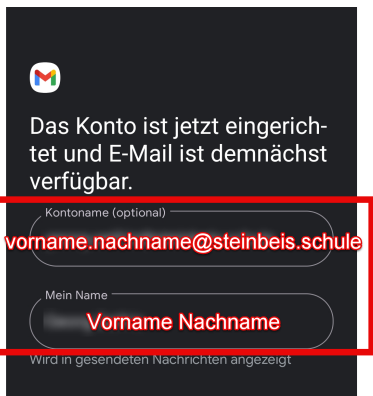 Das Konto ist jetzt eingerich-
tet und E-Mail ist demnächst
verfügbar.
Kontoname (optional)
vorname.nachname@steinbeis.schule
Mein Name
Vorname Nachname
Wird in gesendeten Nachrichten angezeigt